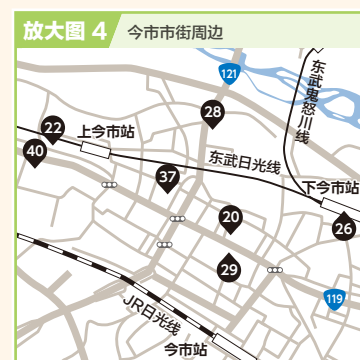 放大图 4 今市市街周边
121
东武鬼怒川线
28
22
上今市站
40
东武日光线
37
下今市站
20
26
29
119
JR日光线
今市站